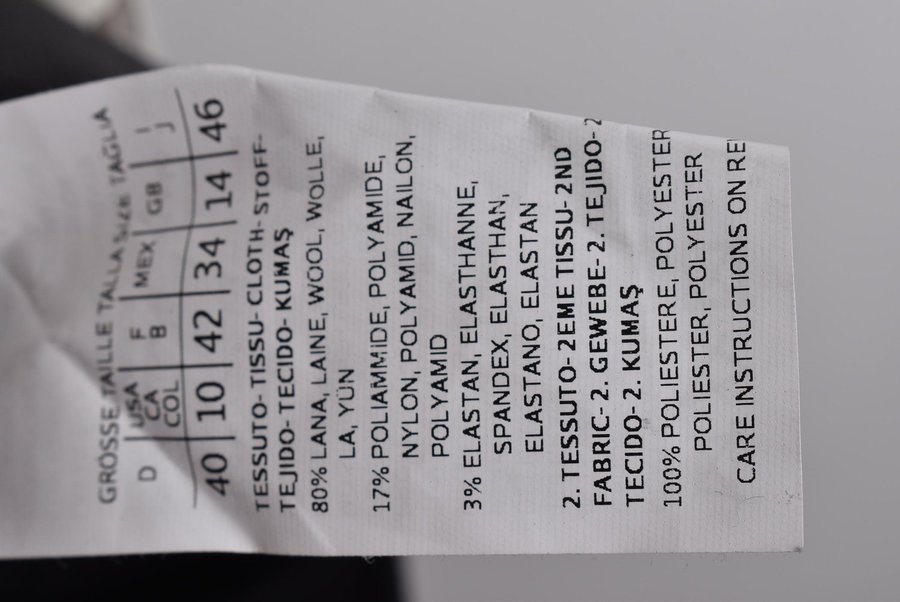 GROSSE TAILLE TALLA SIZE TAGLIA
D | USA CA COL | F B | MEX | GB | I J
40 | 10 | 42 | 34 | 14 | 46
TESSUTO- TISSU- CLOTH- STOFF-
TEJIDO- TECIDO- KUMAŞ
80% LANA, LAINE, WOOL, WOLLE,
LA, YÜN
17% POLIAMMIDE, POLYAMIDE,
NYLON, POLYAMID, NAILON,
POLYAMID
3% ELASTAN, ELASTHANNE,
SPANDEX, ELASTHAN,
ELASTANO, ELASTAN
2. TESSUTO- 2EME TISSU- 2ND
FABRIC- 2. GEWEBE- 2. TEJIDO- 2
TECIDO- 2. KUMAŞ
100% POLIESTERE, POLYESTER
POLIESTER, POLYESTER
CARE INSTRUCTIONS ON